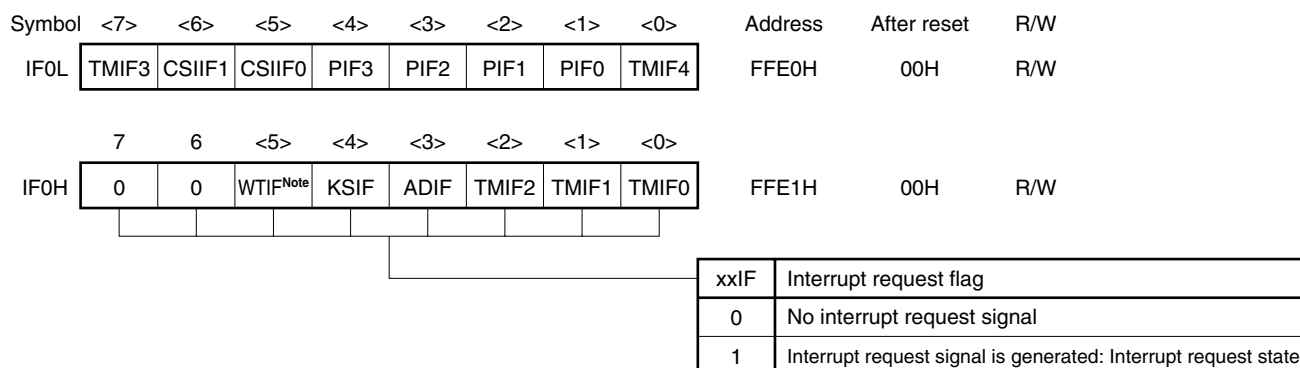 Symbol <7> <6> <5> <4> <3> <2> <1> <0> Address After reset R/W
IF0L TMIF3 CSIIF1 CSIIF0 PIF3 PIF2 PIF1 PIF0 TMIF4 FFE0H 00H R/W
7 6 <5> <4> <3> <2> <1> <0>
IF0H 0 0 WTIFNote KSIF ADIF TMIF2 TMIF1 TMIF0 FFE1H 00H R/W
xxIF Interrupt request flag
0 No interrupt request signal
1 Interrupt request signal is generated: Interrupt request state